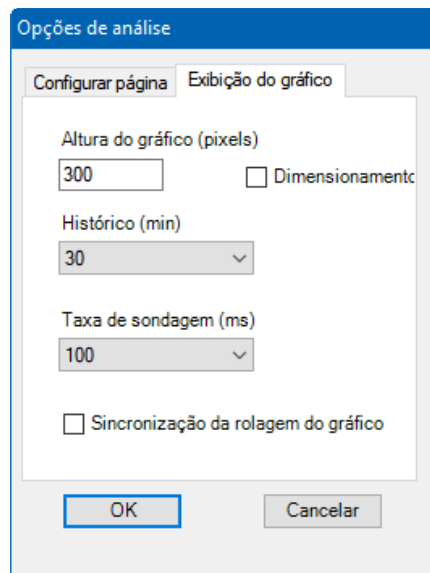 Opções de análise
Configurar página Exibição do gráfico
Altura do gráfico (pixels)
300 Dimensionamento
Histórico (min)
30
Taxa de sondagem (ms)
100
Sincronização da rolagem do gráfico
OK Cancelar